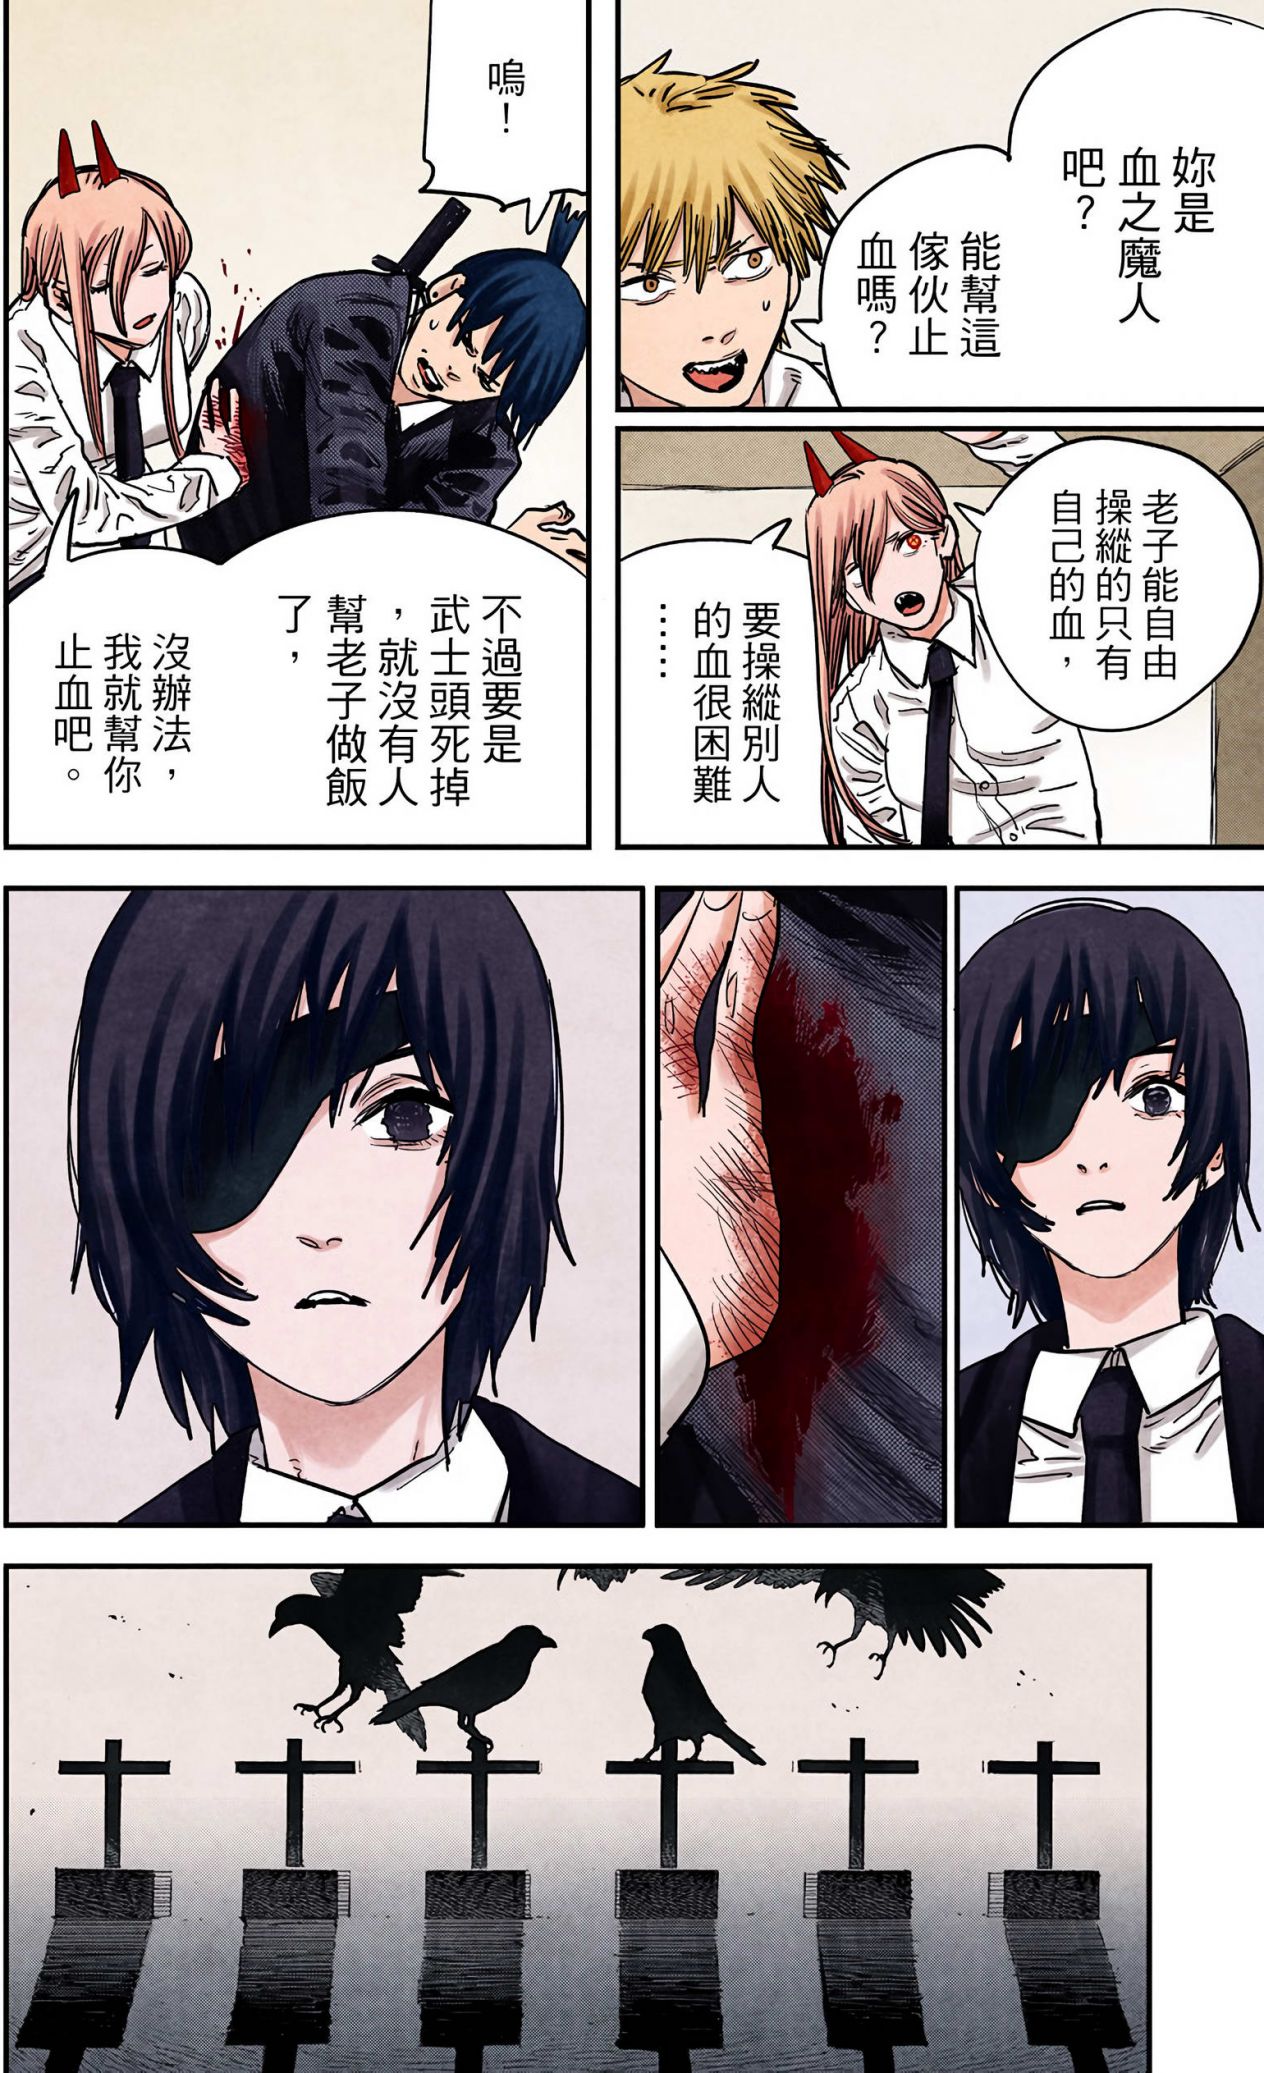 妳是
血之魔人
吧？
能幫這
傢伙止
血嗎？
老子能自由
操縱的只有
自己的血，
要操縱別人
的血很困難
⋯⋯
嗚！
不過要是
武士頭死掉
，就沒有人
幫老子做飯
了，
沒辦法，
我就幫你
止血吧。